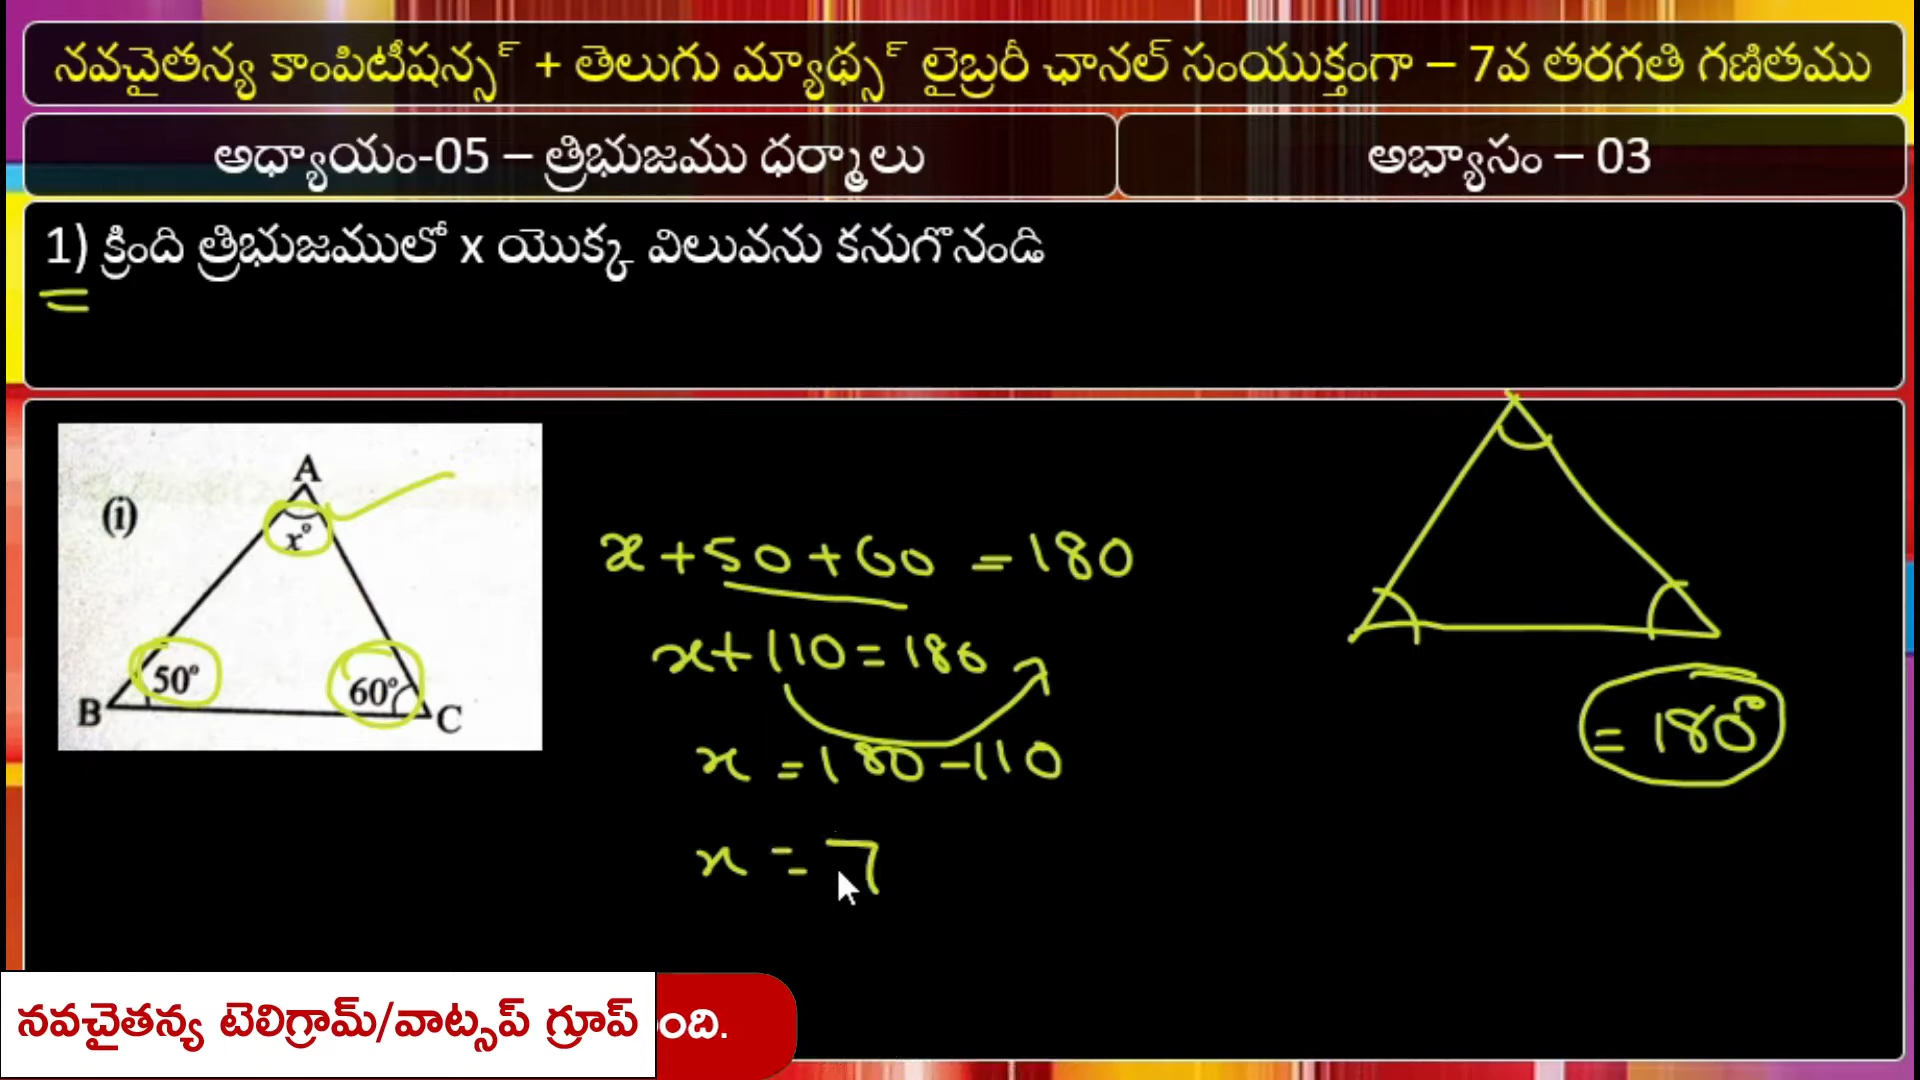 నవచైతన్య కాంపిటీషన్స్ + తెలుగు మ్యాథ్స్ లైబ్రరీ ఛానల్ సంయుక్తంగా – 7వ తరగతి గణితము
అధ్యాయం-05 – త్రిభుజము ధర్మాలు
అభ్యాసం – 03
1) క్రింది త్రిభుజములో x యొక్క విలువను కనుగొనండి
(i)
A
x°
50°
60°
B
C
x+50+60 = 180
x+110=180
x =180-110
x = 7
= 180°
నవచైతన్య టెలిగ్రామ్/వాట్సప్ గ్రూప్